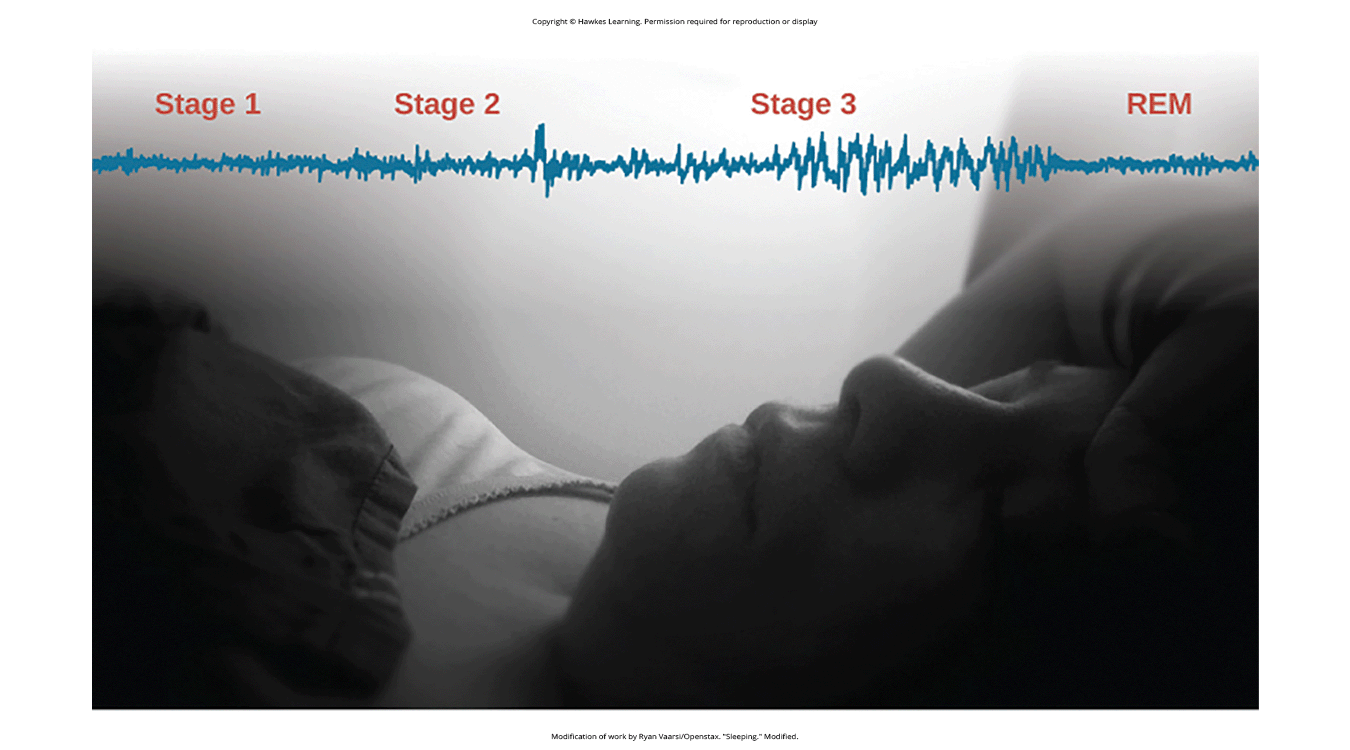 Copyright © Hawkes Learning. Permission required for reproduction or display
Stage 1 Stage 2 Stage 3 REM
Modification of work by Ryan Vaarsi/Openstax. "Sleeping." Modified.